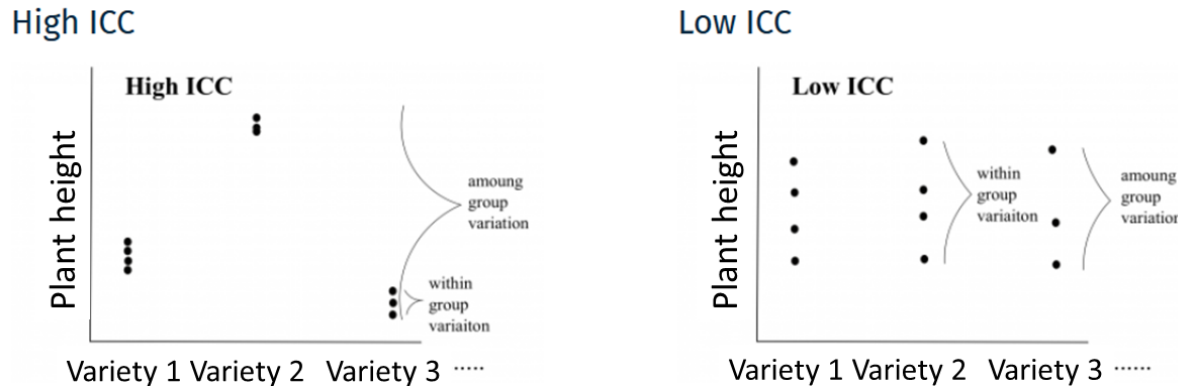 High ICC
High ICC
Plant height
amoung
group
variation
within
group
variaiton
Variety 1 Variety 2 Variety 3 .....
Low ICC
Low ICC
Plant height
within
group
variaiton
amoung
group
variation
Variety 1 Variety 2 Variety 3 ......